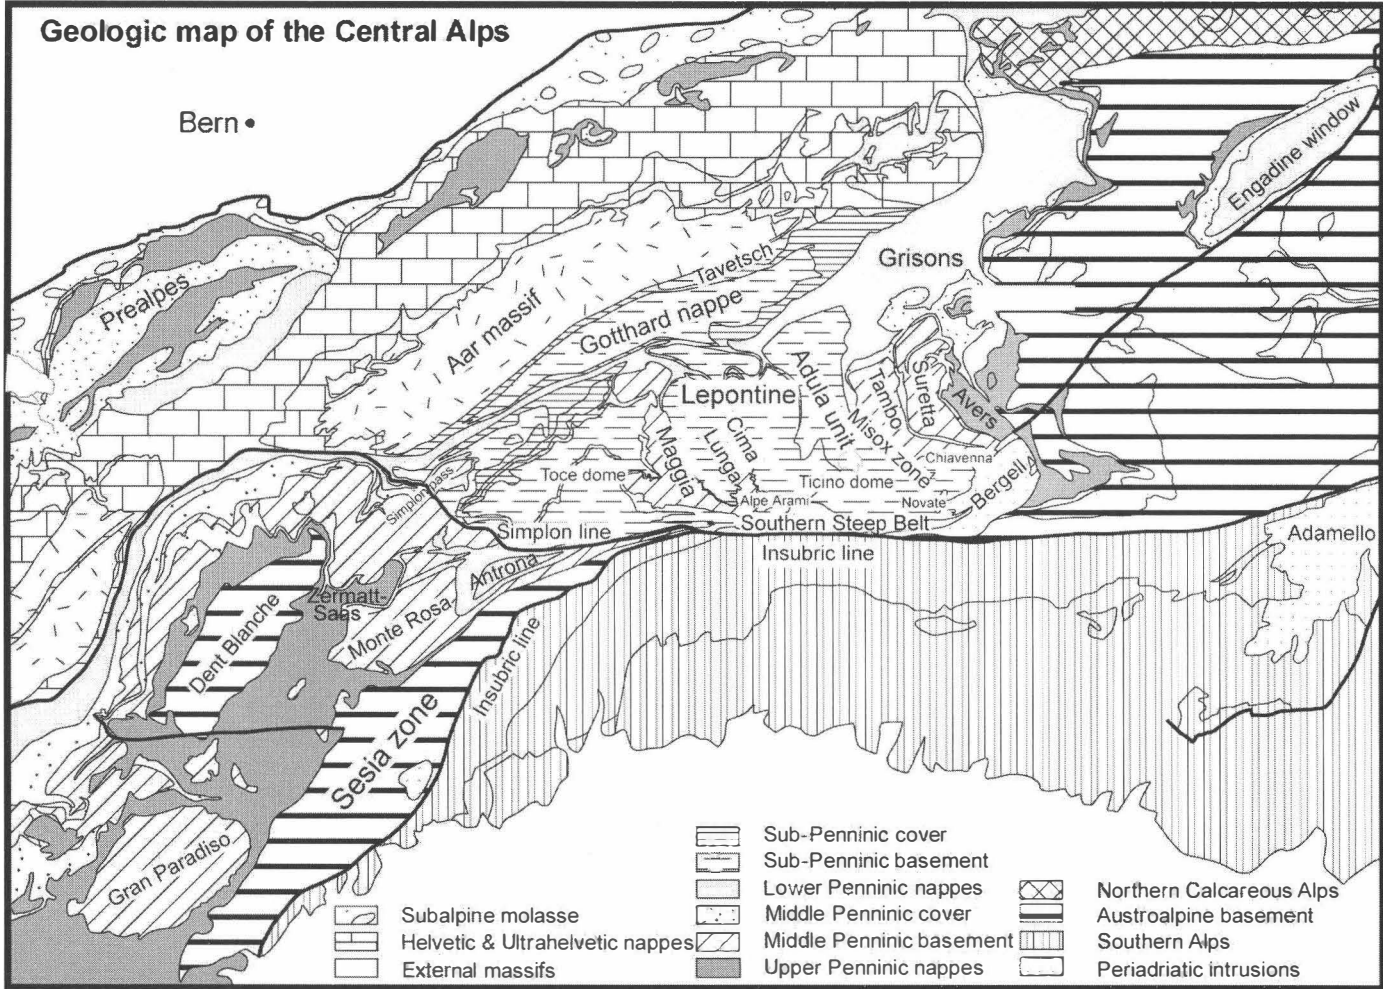 Geologic map of the Central Alps
Bern
Engadine window
Grisons
Prealpes
Tavetsch
Aar massif
Gotthard nappe
Lepontine
Adula unit
Tambo
Suretta
Avers
Misox zone
Maggia
Cima
Lunga
Chiavenna
Bergell
Toce dome
Ticino dome
Simplon pass
Alpe Arami
Novate
Simplon line
Southern Steep Belt
Insubric line
Adamello
Antrona
Zermatt-
Saas
Monte Rosa
Dent Blanche
Insubric line
Sesia zone
Gran Paradiso
Subalpine molasse
Helvetic & Ultrahelvetic nappes
External massifs
Sub-Penninic cover
Sub-Penninic basement
Lower Penninic nappes
Middle Penninic cover
Middle Penninic basement
Upper Penninic nappes
Northern Calcareous Alps
Austroalpine basement
Southern Alps
Periadriatic intrusions